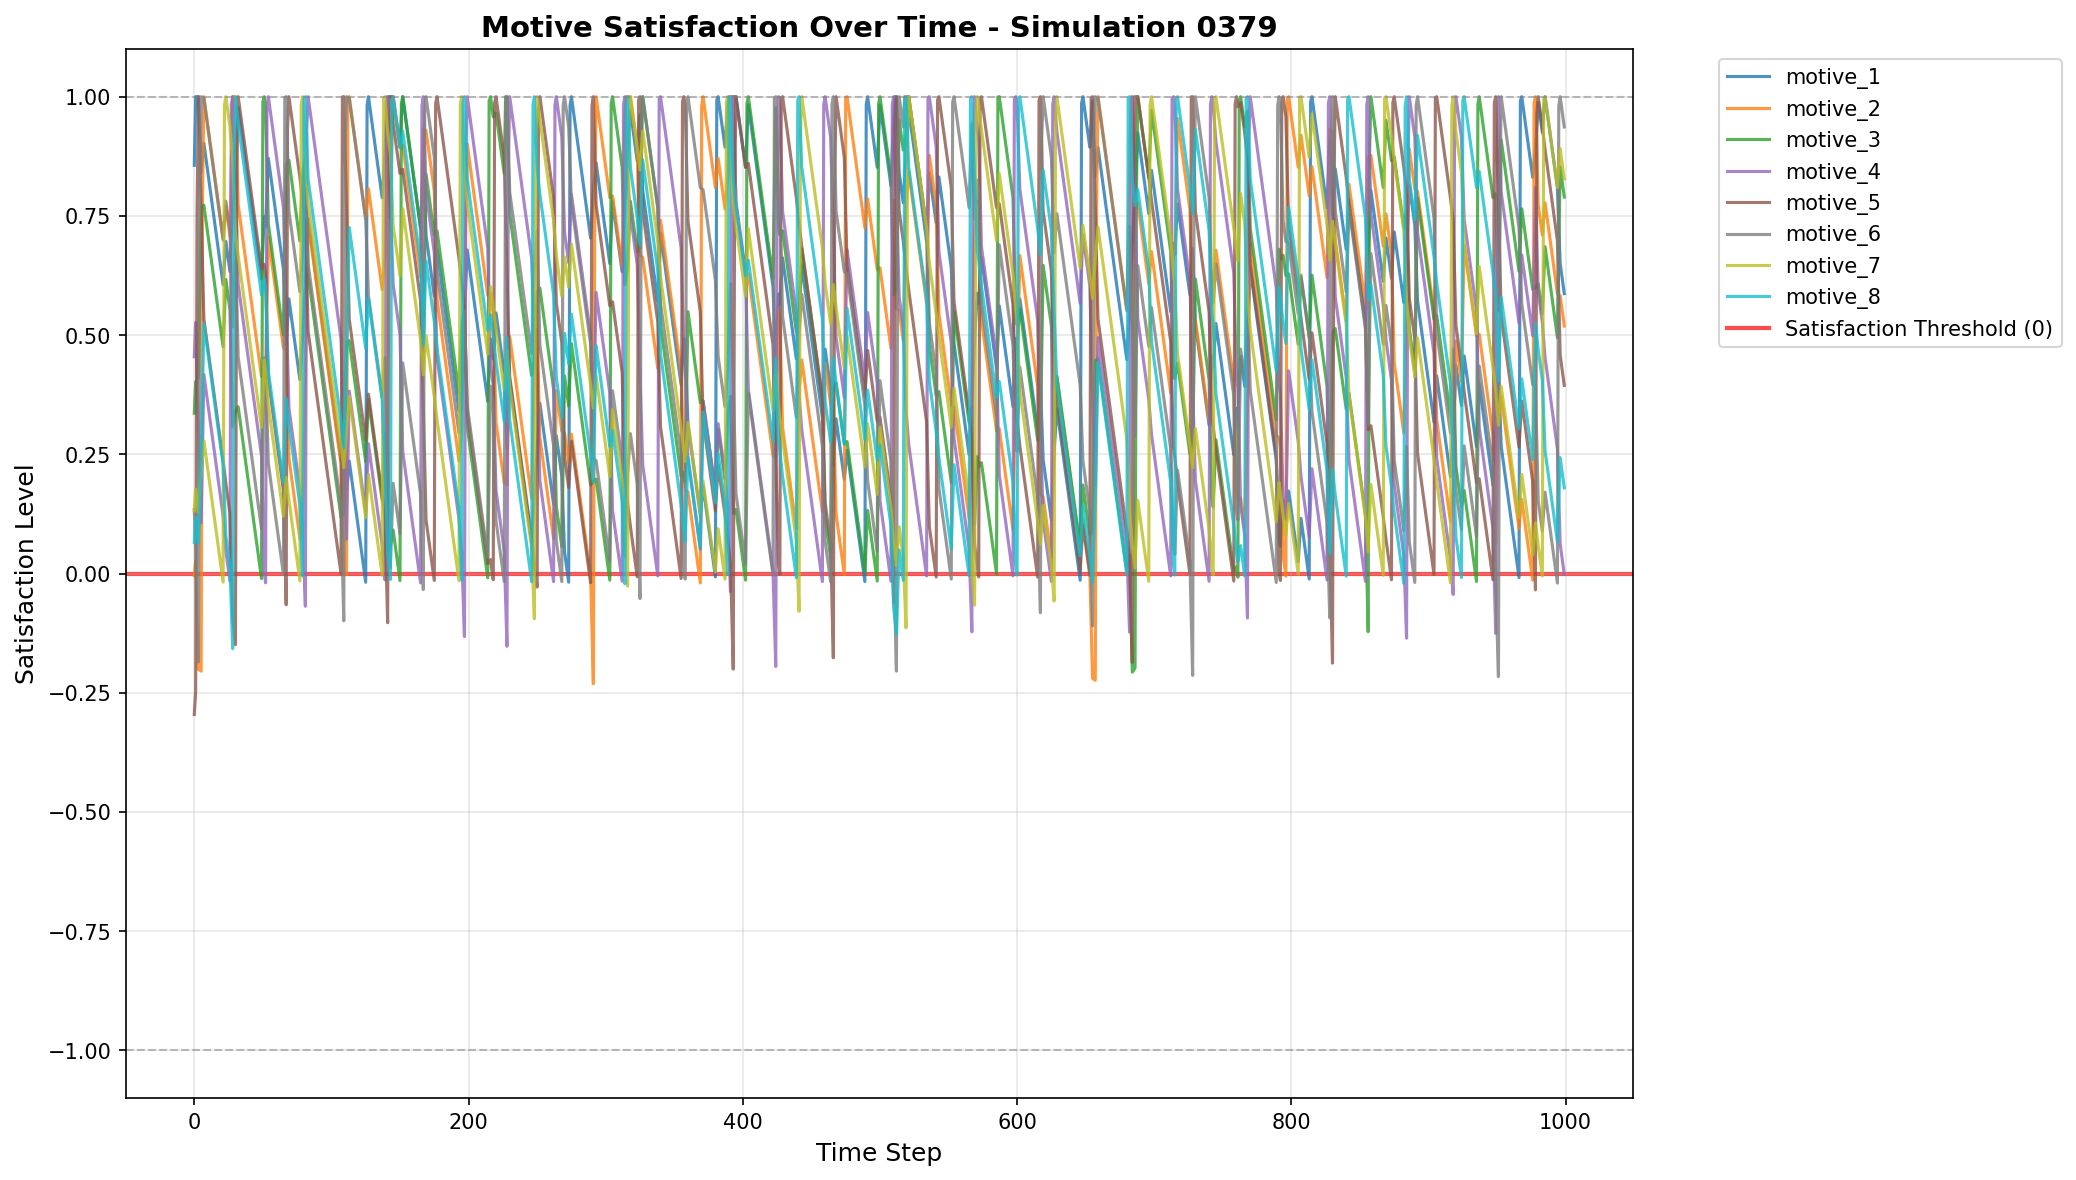 Motive Satisfaction Over Time - Simulation 0379
Satisfaction Level
1.00
0.75
0.50
0.25
0.00
−0.25
−0.50
−0.75
−1.00
0
200
400
600
800
1000
Time Step
motive_1
motive_2
motive_3
motive_4
motive_5
motive_6
motive_7
motive_8
Satisfaction Threshold (0)